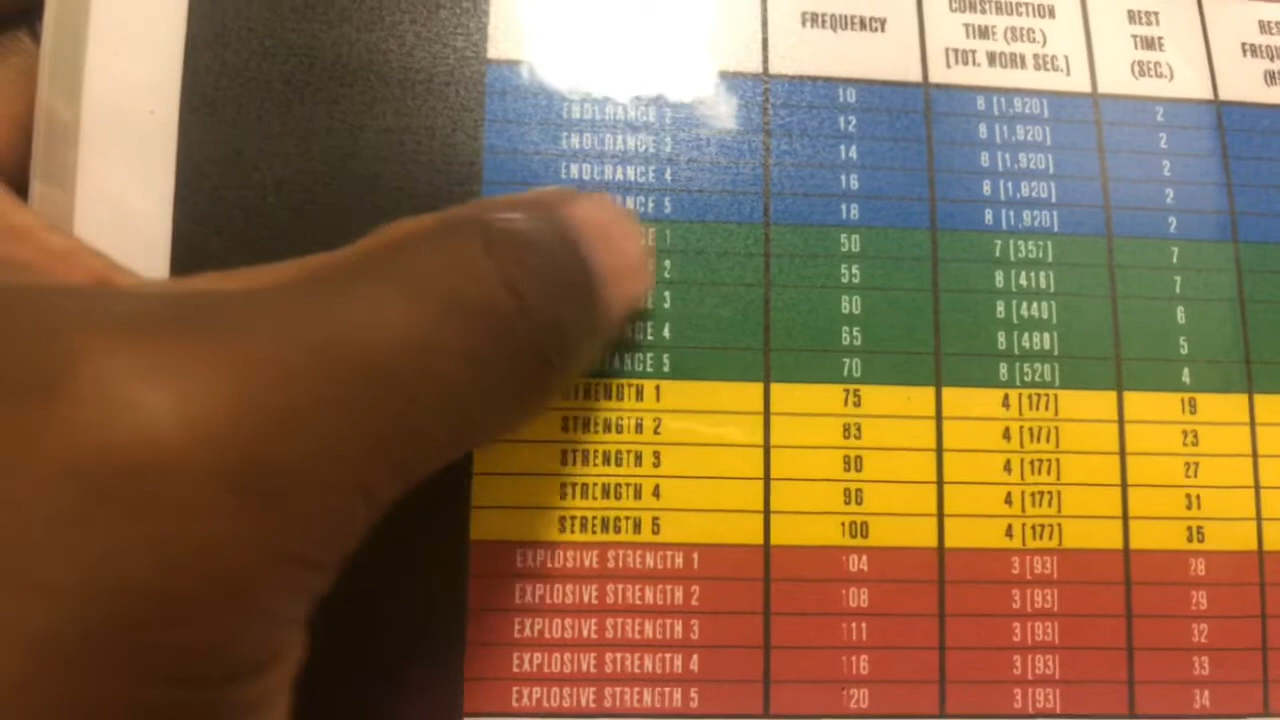 FREQUENCY CONSTRUCTION TIME (SEC.) [TOT. WORK SEC.] REST TIME (SEC.)
10 8 [1,920] 2
ENDURANCE 2 12 8 [1,920] 2
ENDURANCE 3 14 8 [1,920] 2
ENDURANCE 4 16 8 [1,920] 2
5 18 8 [1,920] 2
1 50 7 [357] 7
2 55 8 [416] 7
3 60 8 [440] 6
4 65 8 [480] 5
5 70 8 [520] 4
STRENGTH 1 75 4 [177] 19
STRENGTH 2 83 4 [177] 23
STRENGTH 3 90 4 [177] 27
STRENGTH 4 96 4 [177] 31
STRENGTH 5 100 4 [177] 35
EXPLOSIVE STRENGTH 1 104 3 [93] 28
EXPLOSIVE STRENGTH 2 108 3 [93] 29
EXPLOSIVE STRENGTH 3 111 3 [93] 32
EXPLOSIVE STRENGTH 4 116 3 [93] 33
EXPLOSIVE STRENGTH 5 120 3 [93] 34